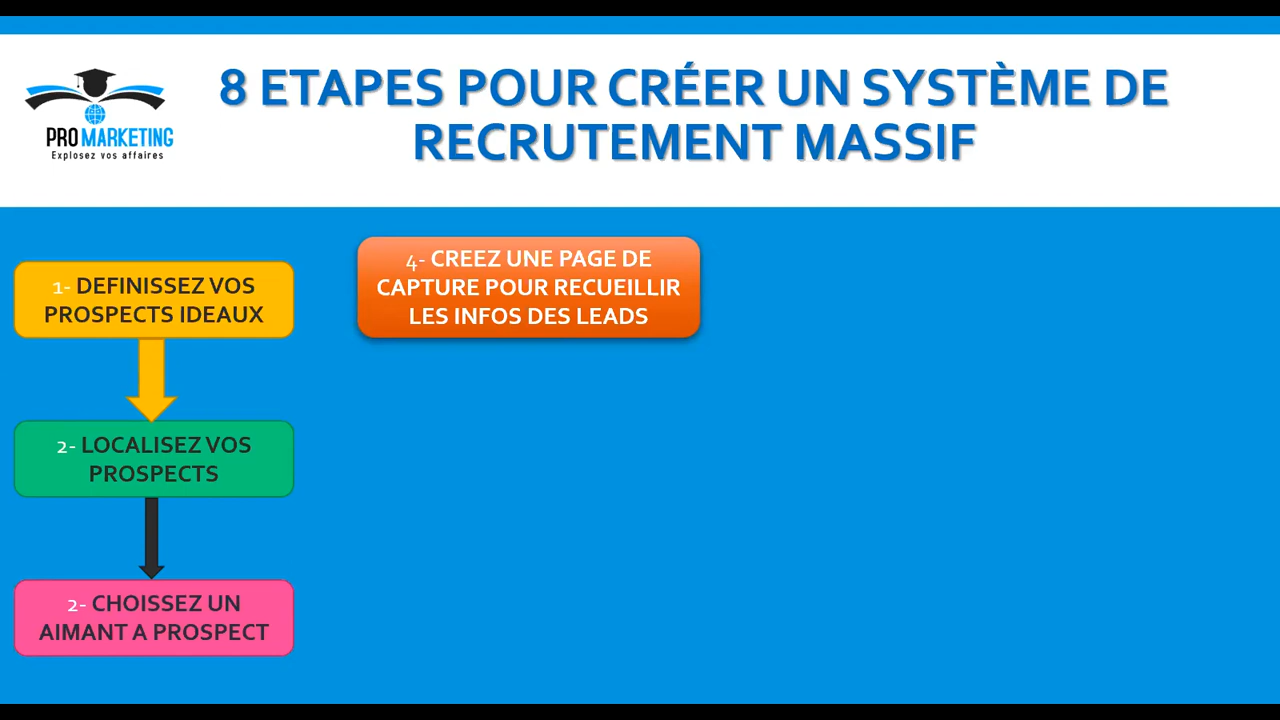 PRO MARKETING
Explosez vos affaires
8 ETAPES POUR CRÉER UN SYSTÈME DE
RECRUTEMENT MASSIF
1- DEFINISSEZ VOS
PROSPECTS IDEAUX
2- LOCALISEZ VOS
PROSPECTS
2- CHOISSEZ UN
AIMANT A PROSPECT
4- CREEZ UNE PAGE DE
CAPTURE POUR RECUEILLIR
LES INFOS DES LEADS